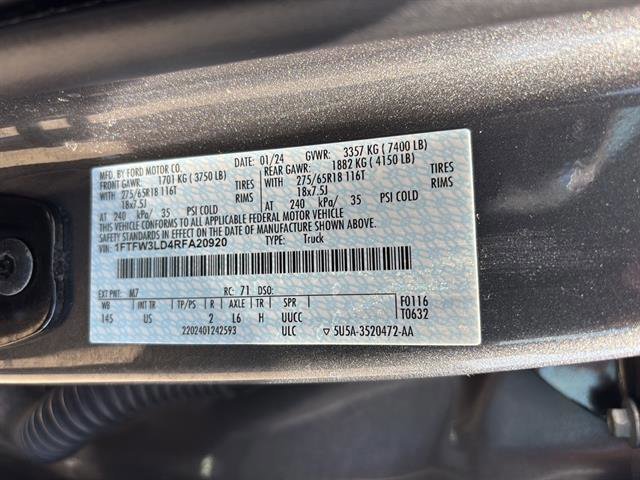 MFD. BY FORD MOTOR CO. DATE: 01/24 GVWR: 3357 KG ( 7400 LB)
FRONT GAWR: 1701 KG ( 3750 LB) REAR GAWR: 1882 KG ( 4150 LB)
WITH 275/65R18 116T TIRES WITH 275/65R18 116T TIRES
18x7.5J RIMS 18x7.5J RIMS
AT 240 kPa/ 35 PSI COLD AT 240 kPa/ 35 PSI COLD
THIS VEHICLE CONFORMS TO ALL APPLICABLE FEDERAL MOTOR VEHICLE
SAFETY STANDARDS IN EFFECT ON THE DATE OF MANUFACTURE SHOWN ABOVE.
VIN: 1FTFW3LD4RFA20920 TYPE: Truck
EXT PNT: M7 RC: 71 DSO: F0116
WB INT TR TP/PS R AXLE TR SPR T0632
145 US 2 L6 H UUCC
2202401242593 ULC ▽ 5U5A-3520472-AA